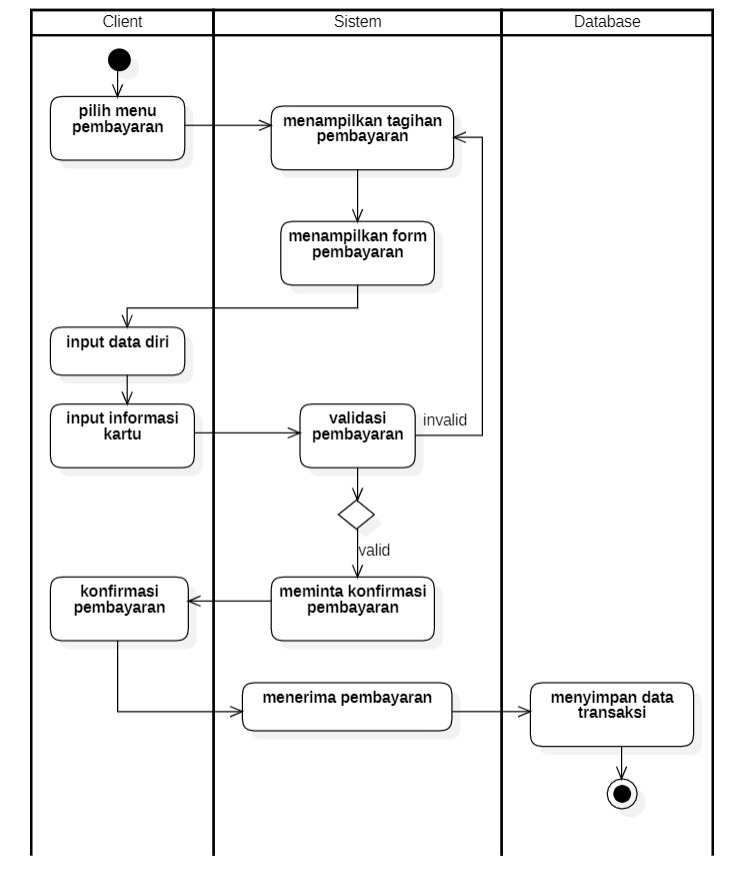 Client
Sistem
Database
pilih menu
pembayaran
menampilkan tagihan
pembayaran
menampilkan form
pembayaran
input data diri
input informasi
kartu
validasi
pembayaran
invalid
valid
meminta konfirmasi
pembayaran
konfirmasi
pembayaran
menerima pembayaran
menyimpan data
transaksi